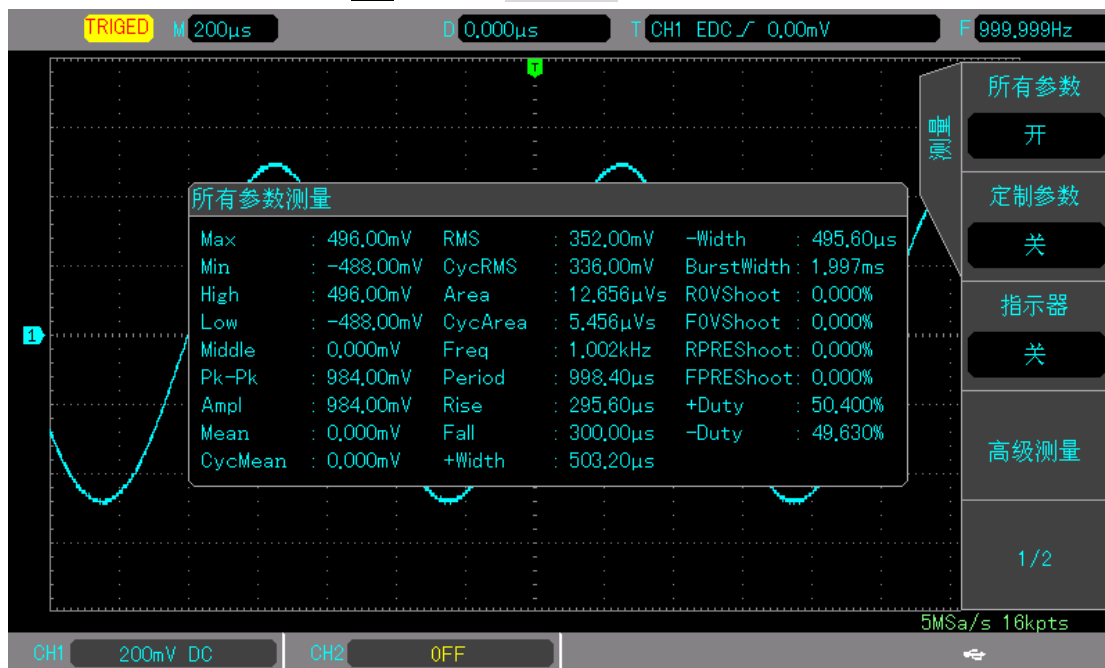 TRIGED M 200µs D 0.000µs T CH1 EDC 0.00mV F 999.999Hz
T
所有参数
开
测量
定制参数
关
指示器
关
高级测量
1/2
所有参数测量
Max : 496.00mV RMS : 352.00mV -Width : 495.60µs
Min : -488.00mV CycRMS : 336.00mV BurstWidth : 1.997ms
High : 496.00mV Area : 12.656µVs ROVShoot : 0.000%
Low : -488.00mV CycArea : 5.456µVs FOVShoot : 0.000%
Middle : 0.000mV Freq : 1.002kHz RPREShoot: 0.000%
Pk-Pk : 984.00mV Period : 998.40µs FPREShoot: 0.000%
Ampl : 984.00mV Rise : 295.60µs +Duty : 50.400%
Mean : 0.000mV Fall : 300.00µs -Duty : 49.630%
CycMean : 0.000mV +Width : 503.20µs
1
5MSa/s 16kpts
CH1 200mV DC CH2 OFF